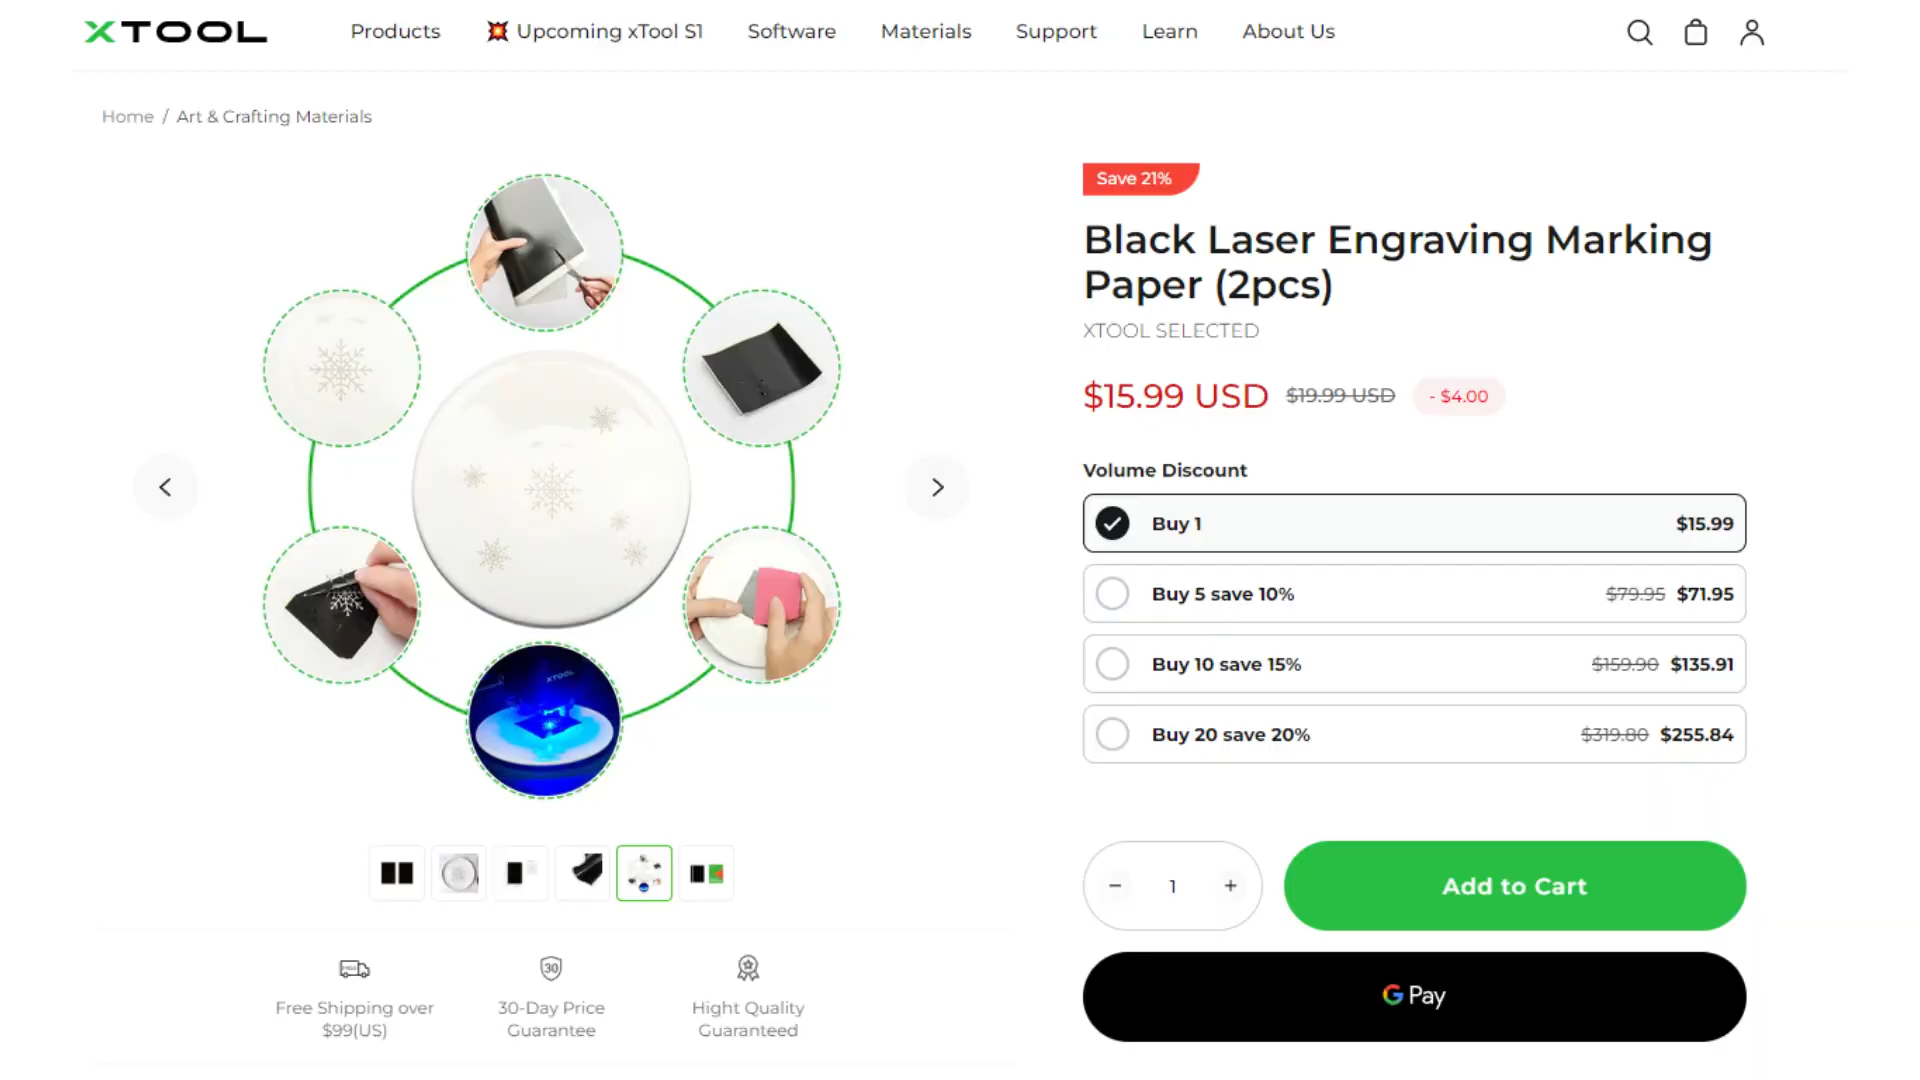 XTOOL
Products
Upcoming xTool S1
Software
Materials
Support
Learn
About Us
Home / Art & Crafting Materials
Save 21%
Black Laser Engraving Marking
Paper (2pcs)
XTOOL SELECTED
$15.99 USD $19.99 USD - $4.00
Volume Discount
Buy 1 $15.99
Buy 5 save 10% $79.95 $71.95
Buy 10 save 15% $159.90 $135.91
Buy 20 save 20% $319.80 $255.84
XTOOL
- 1 +
Add to Cart
G Pay
30
Free Shipping over
$99(US)
30-Day Price
Guarantee
Hight Quality
Guaranteed